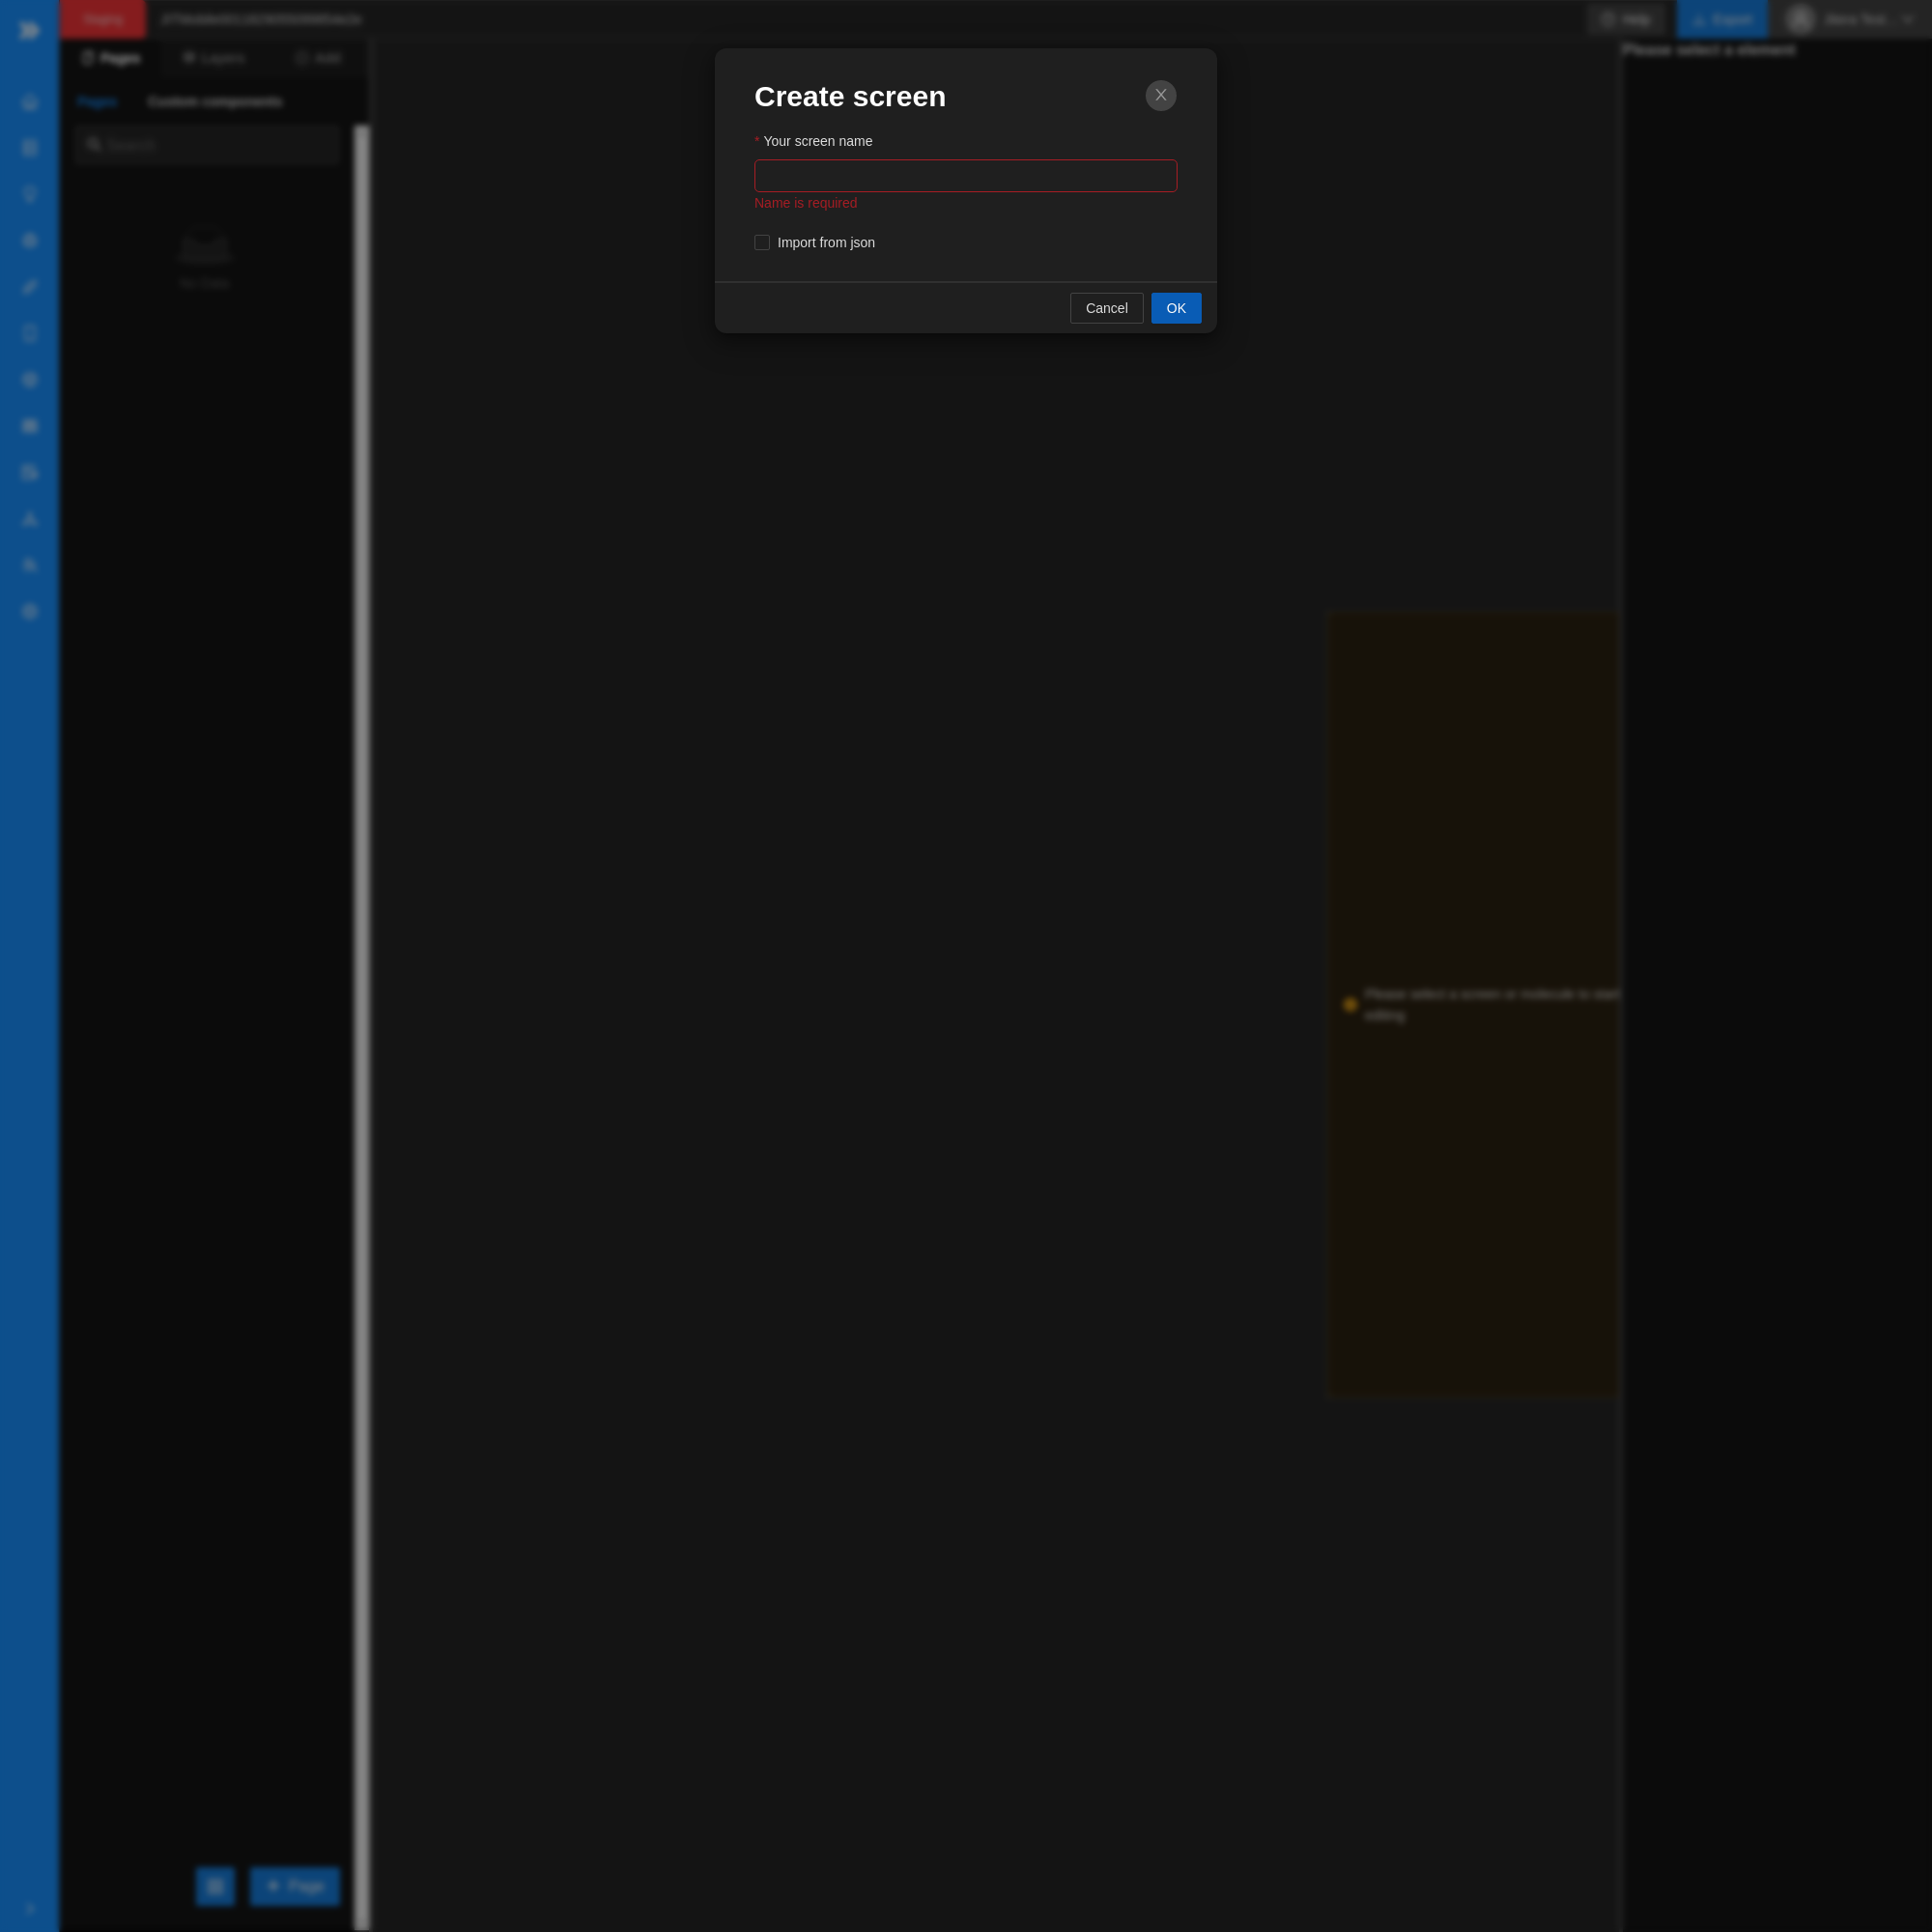 Help
Export
Pages
Layers
Add
Please select a element
Pages
Custom components
Search
Create screen
* Your screen name
Name is required
Import from json
Cancel
OK
No Data
Please select a screen or molecule to start
editing
+ Page